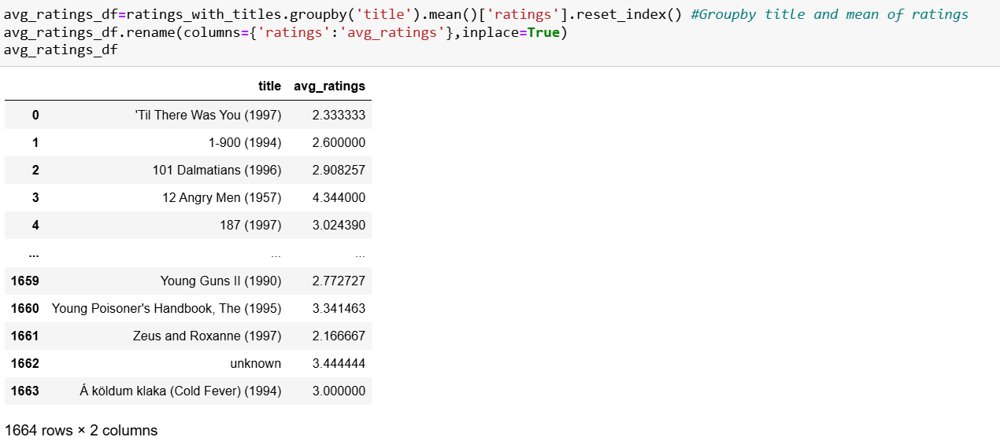 avg_ratings_df=ratings_with_titles.groupby('title').mean()['ratings'].reset_index() #Groupby title and mean of ratings
avg_ratings_df.rename(columns={'ratings':'avg_ratings'},inplace=True)
avg_ratings_df
title avg_ratings
0 'Til There Was You (1997) 2.333333
1 1-900 (1994) 2.600000
2 101 Dalmatians (1996) 2.908257
3 12 Angry Men (1957) 4.344000
4 187 (1997) 3.024390
... ... ...
1659 Young Guns II (1990) 2.772727
1660 Young Poisoner's Handbook, The (1995) 3.341463
1661 Zeus and Roxanne (1997) 2.166667
1662 unknown 3.444444
1663 Á köldum klaka (Cold Fever) (1994) 3.000000
1664 rows × 2 columns